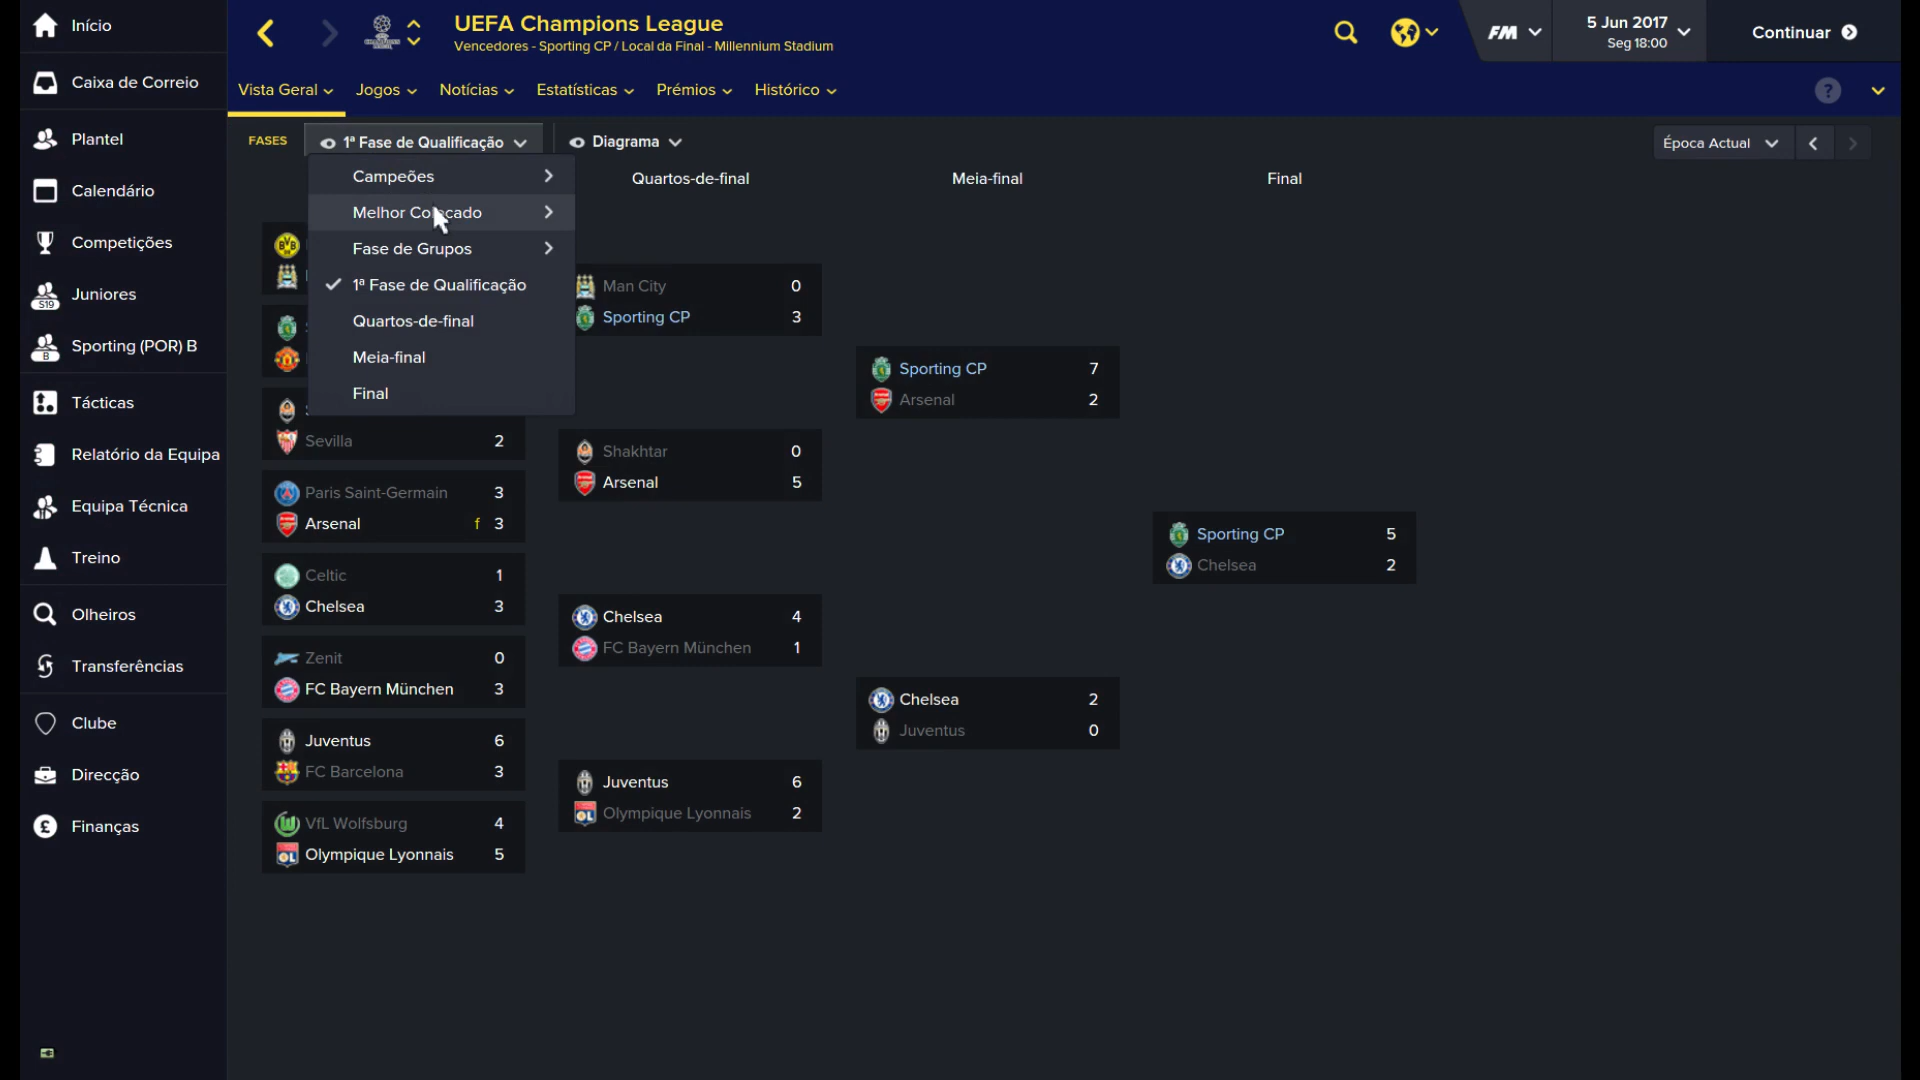 Início
Caixa de Correio
Plantel
Calendário
Competições
Juniores
S19
Sporting (POR) B
B
Tácticas
Relatório da Equipa
Equipa Técnica
Treino
Olheiros
Transferências
Clube
Direcção
Finanças
UEFA Champions League
Vencedores - Sporting CP / Local da Final - Millennium Stadium
FM
5 Jun 2017
Seg 18:00
Continuar
Vista Geral
Jogos
Notícias
Estatísticas
Prémios
Histórico
?
FASES
1ª Fase de Qualificação
Diagrama
Época Actual
Campeões
Melhor Colocado
Fase de Grupos
1ª Fase de Qualificação
Quartos-de-final
Meia-final
Final
Quartos-de-final
Meia-final
Final
Sevilla 2
Paris Saint-Germain 3
Arsenal f 3
Celtic 1
Chelsea 3
Zenit 0
FC Bayern München 3
Juventus 6
FC Barcelona 3
VfL Wolfsburg 4
Olympique Lyonnais 5
Man City 0
Sporting CP 3
Shakhtar 0
Arsenal 5
Chelsea 4
FC Bayern München 1
Juventus 6
Olympique Lyonnais 2
Sporting CP 7
Arsenal 2
Chelsea 2
Juventus 0
Sporting CP 5
Chelsea 2